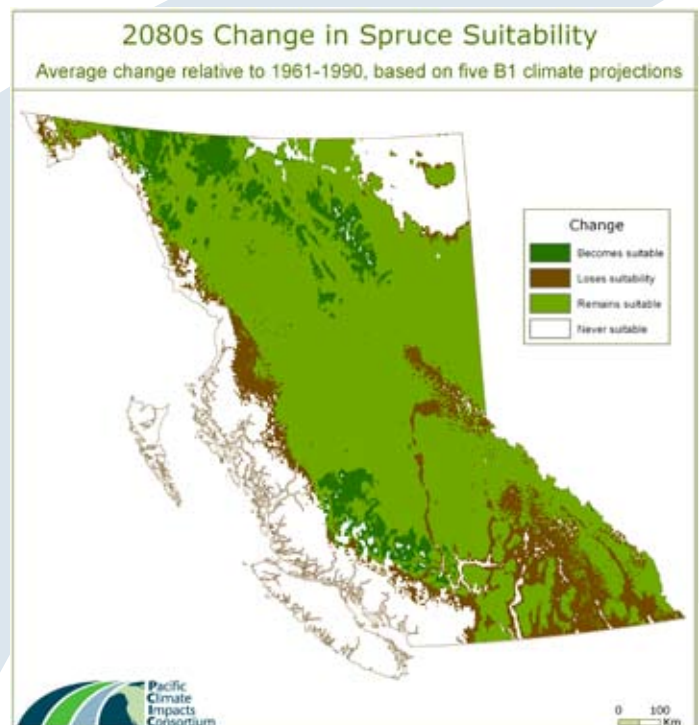 2080s Change in Spruce Suitability
Average change relative to 1961-1990, based on five B1 climate projections
Change
Becomes suitable
Loses suitability
Remains suitable
Never suitable
Pacific
Climate
Impacts
Consortium
0 100
Km